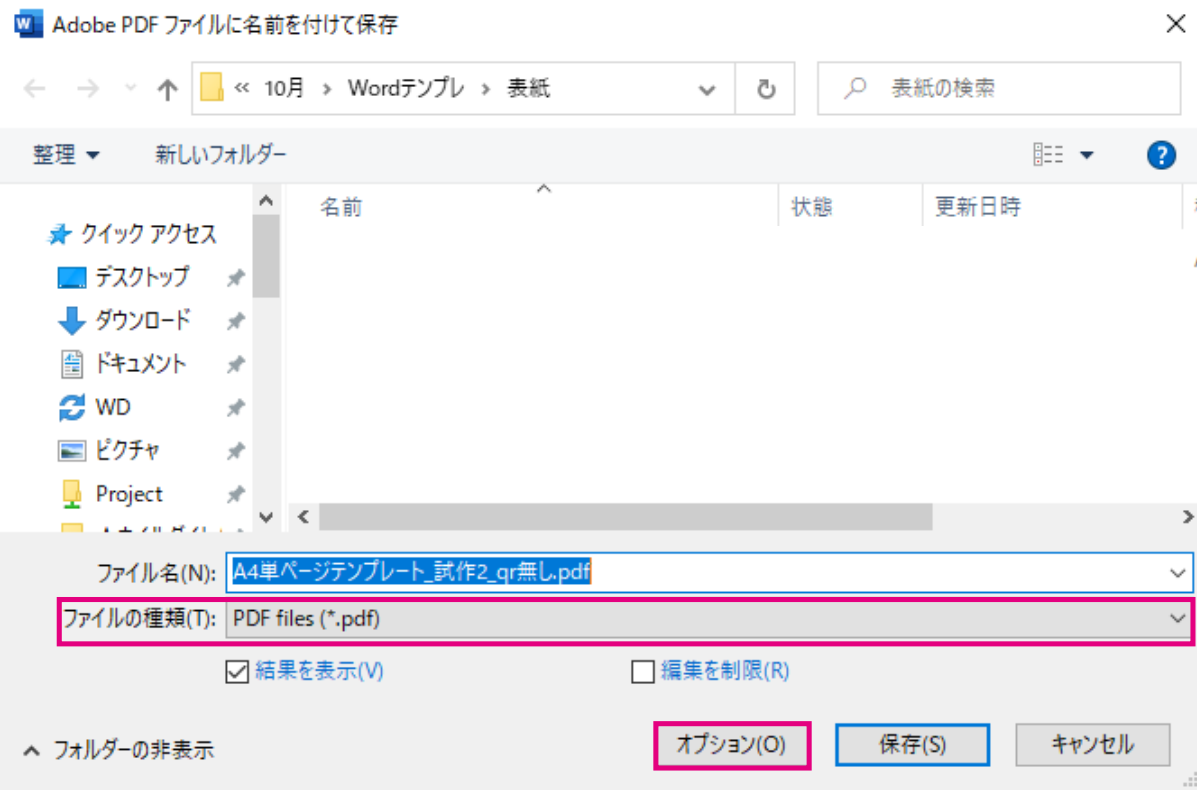 Adobe PDF ファイルに名前を付けて保存
« 10月 › Wordテンプレ › 表紙
表紙の検索
整理 新しいフォルダー
名前 状態 更新日時
クイック アクセス
デスクトップ
ダウンロード
ドキュメント
WD
ピクチャ
Project
ファイル名(N): A4単ページテンプレート_試作2_qr無し.pdf
ファイルの種類(T): PDF files (*.pdf)
結果を表示(V) 編集を制限(R)
フォルダーの非表示 オプション(O) 保存(S) キャンセル